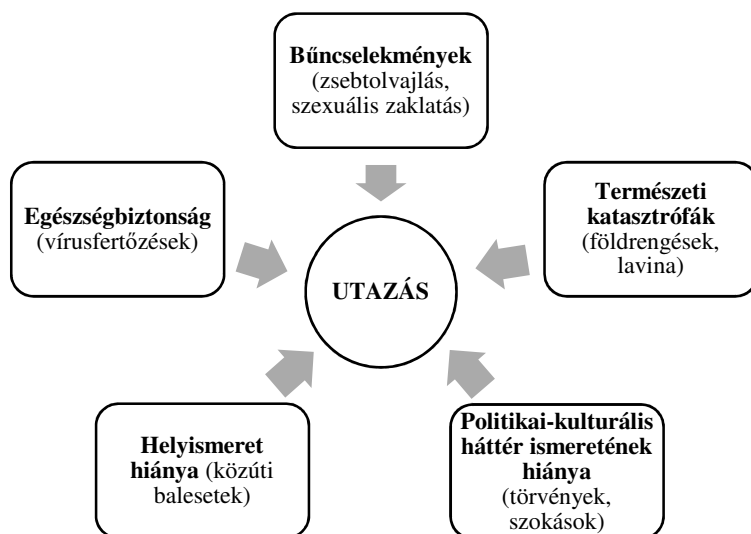 Bűncselekmények
(zsebtolvajlás,
szexuális zaklatás)
Egészségbiztonság
(vírusfertőzések)
Természeti
katasztrófák
(földrengések,
lavina)
UTAZÁS
Helyismeret
hiánya (közúti
balesetek)
Politikai-kulturális
háttér ismeretének
hiánya
(törvények,
szokások)